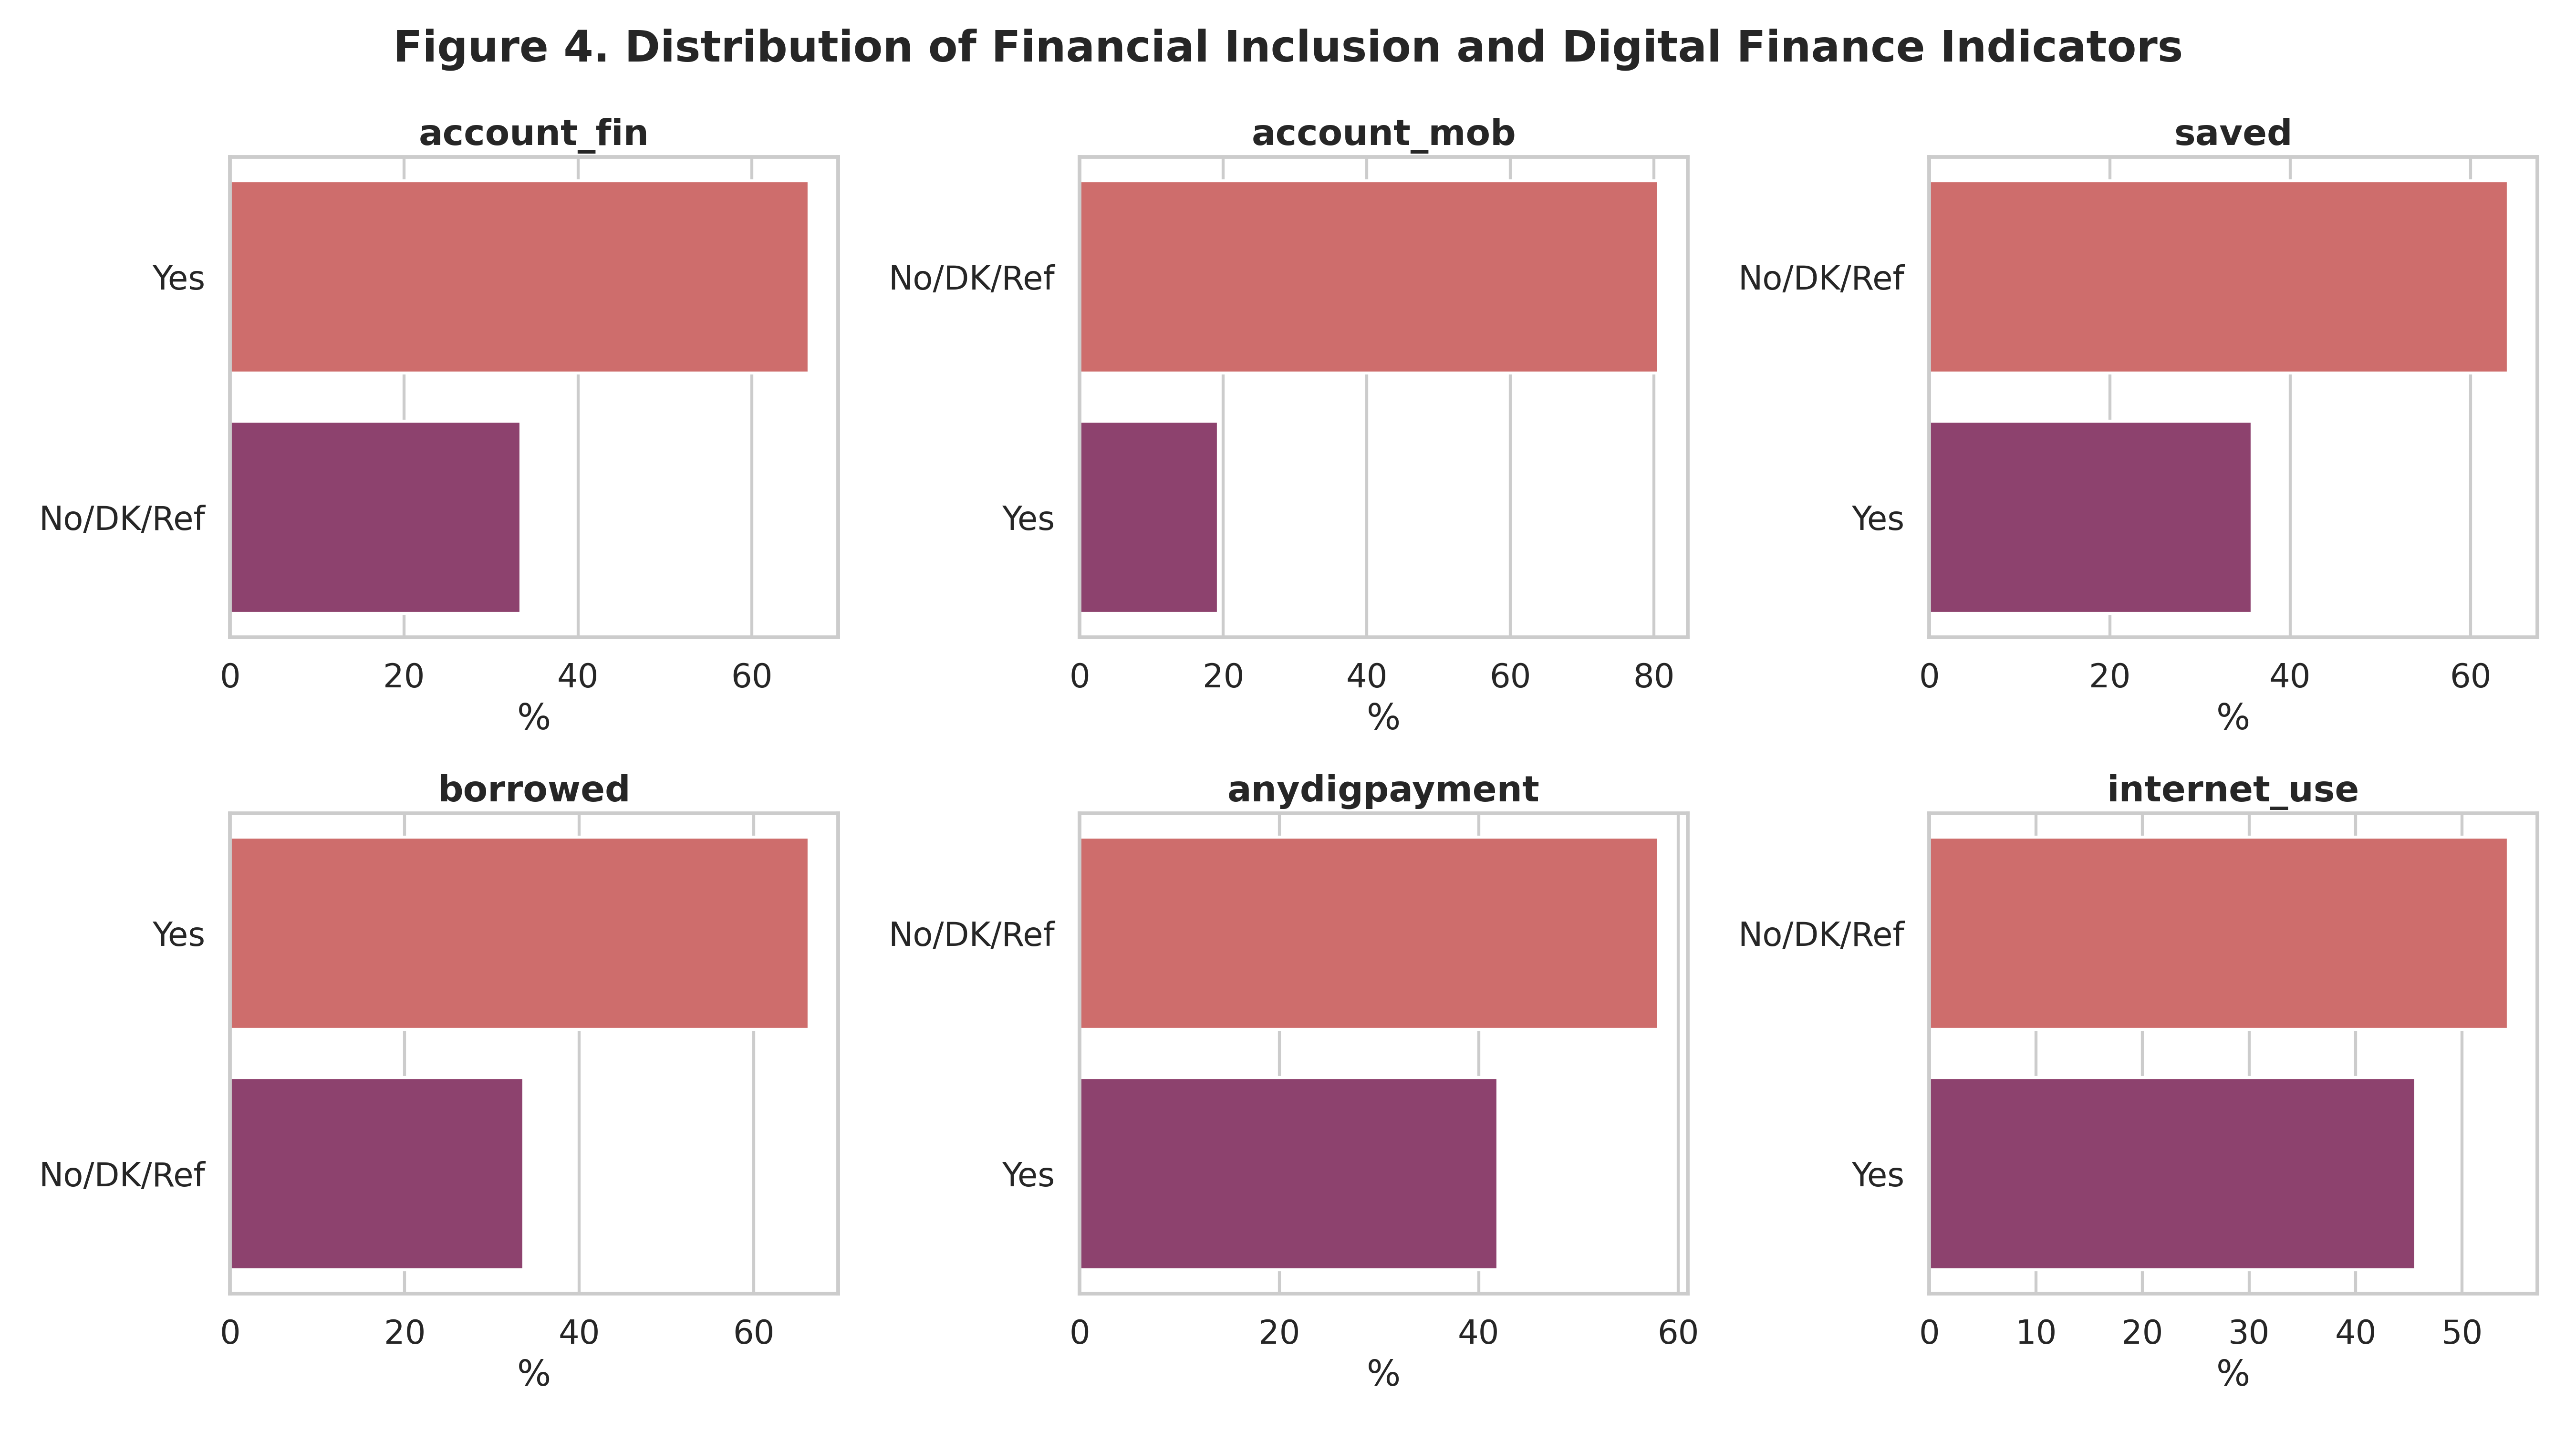 Figure 4. Distribution of Financial Inclusion and Digital Finance Indicators
account_fin
Yes
No/DK/Ref
0 20 40 60
%
account_mob
No/DK/Ref
Yes
0 20 40 60 80
%
saved
No/DK/Ref
Yes
0 20 40 60
%
borrowed
Yes
No/DK/Ref
0 20 40 60
%
anydigpayment
No/DK/Ref
Yes
0 20 40 60
%
internet_use
No/DK/Ref
Yes
0 10 20 30 40 50
%